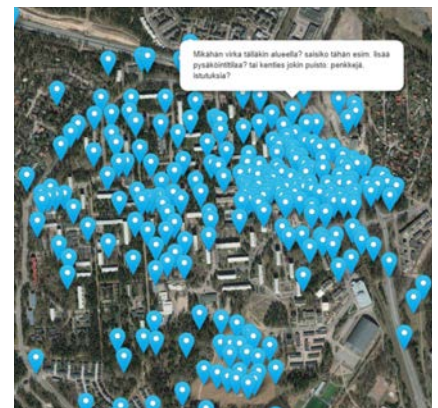 Mikähän virka tälläkin alueella? saisiko tähän esim. lisää
pysäköintitilaa? tai kenties jokin puisto. penkkejä,
istutuksia?